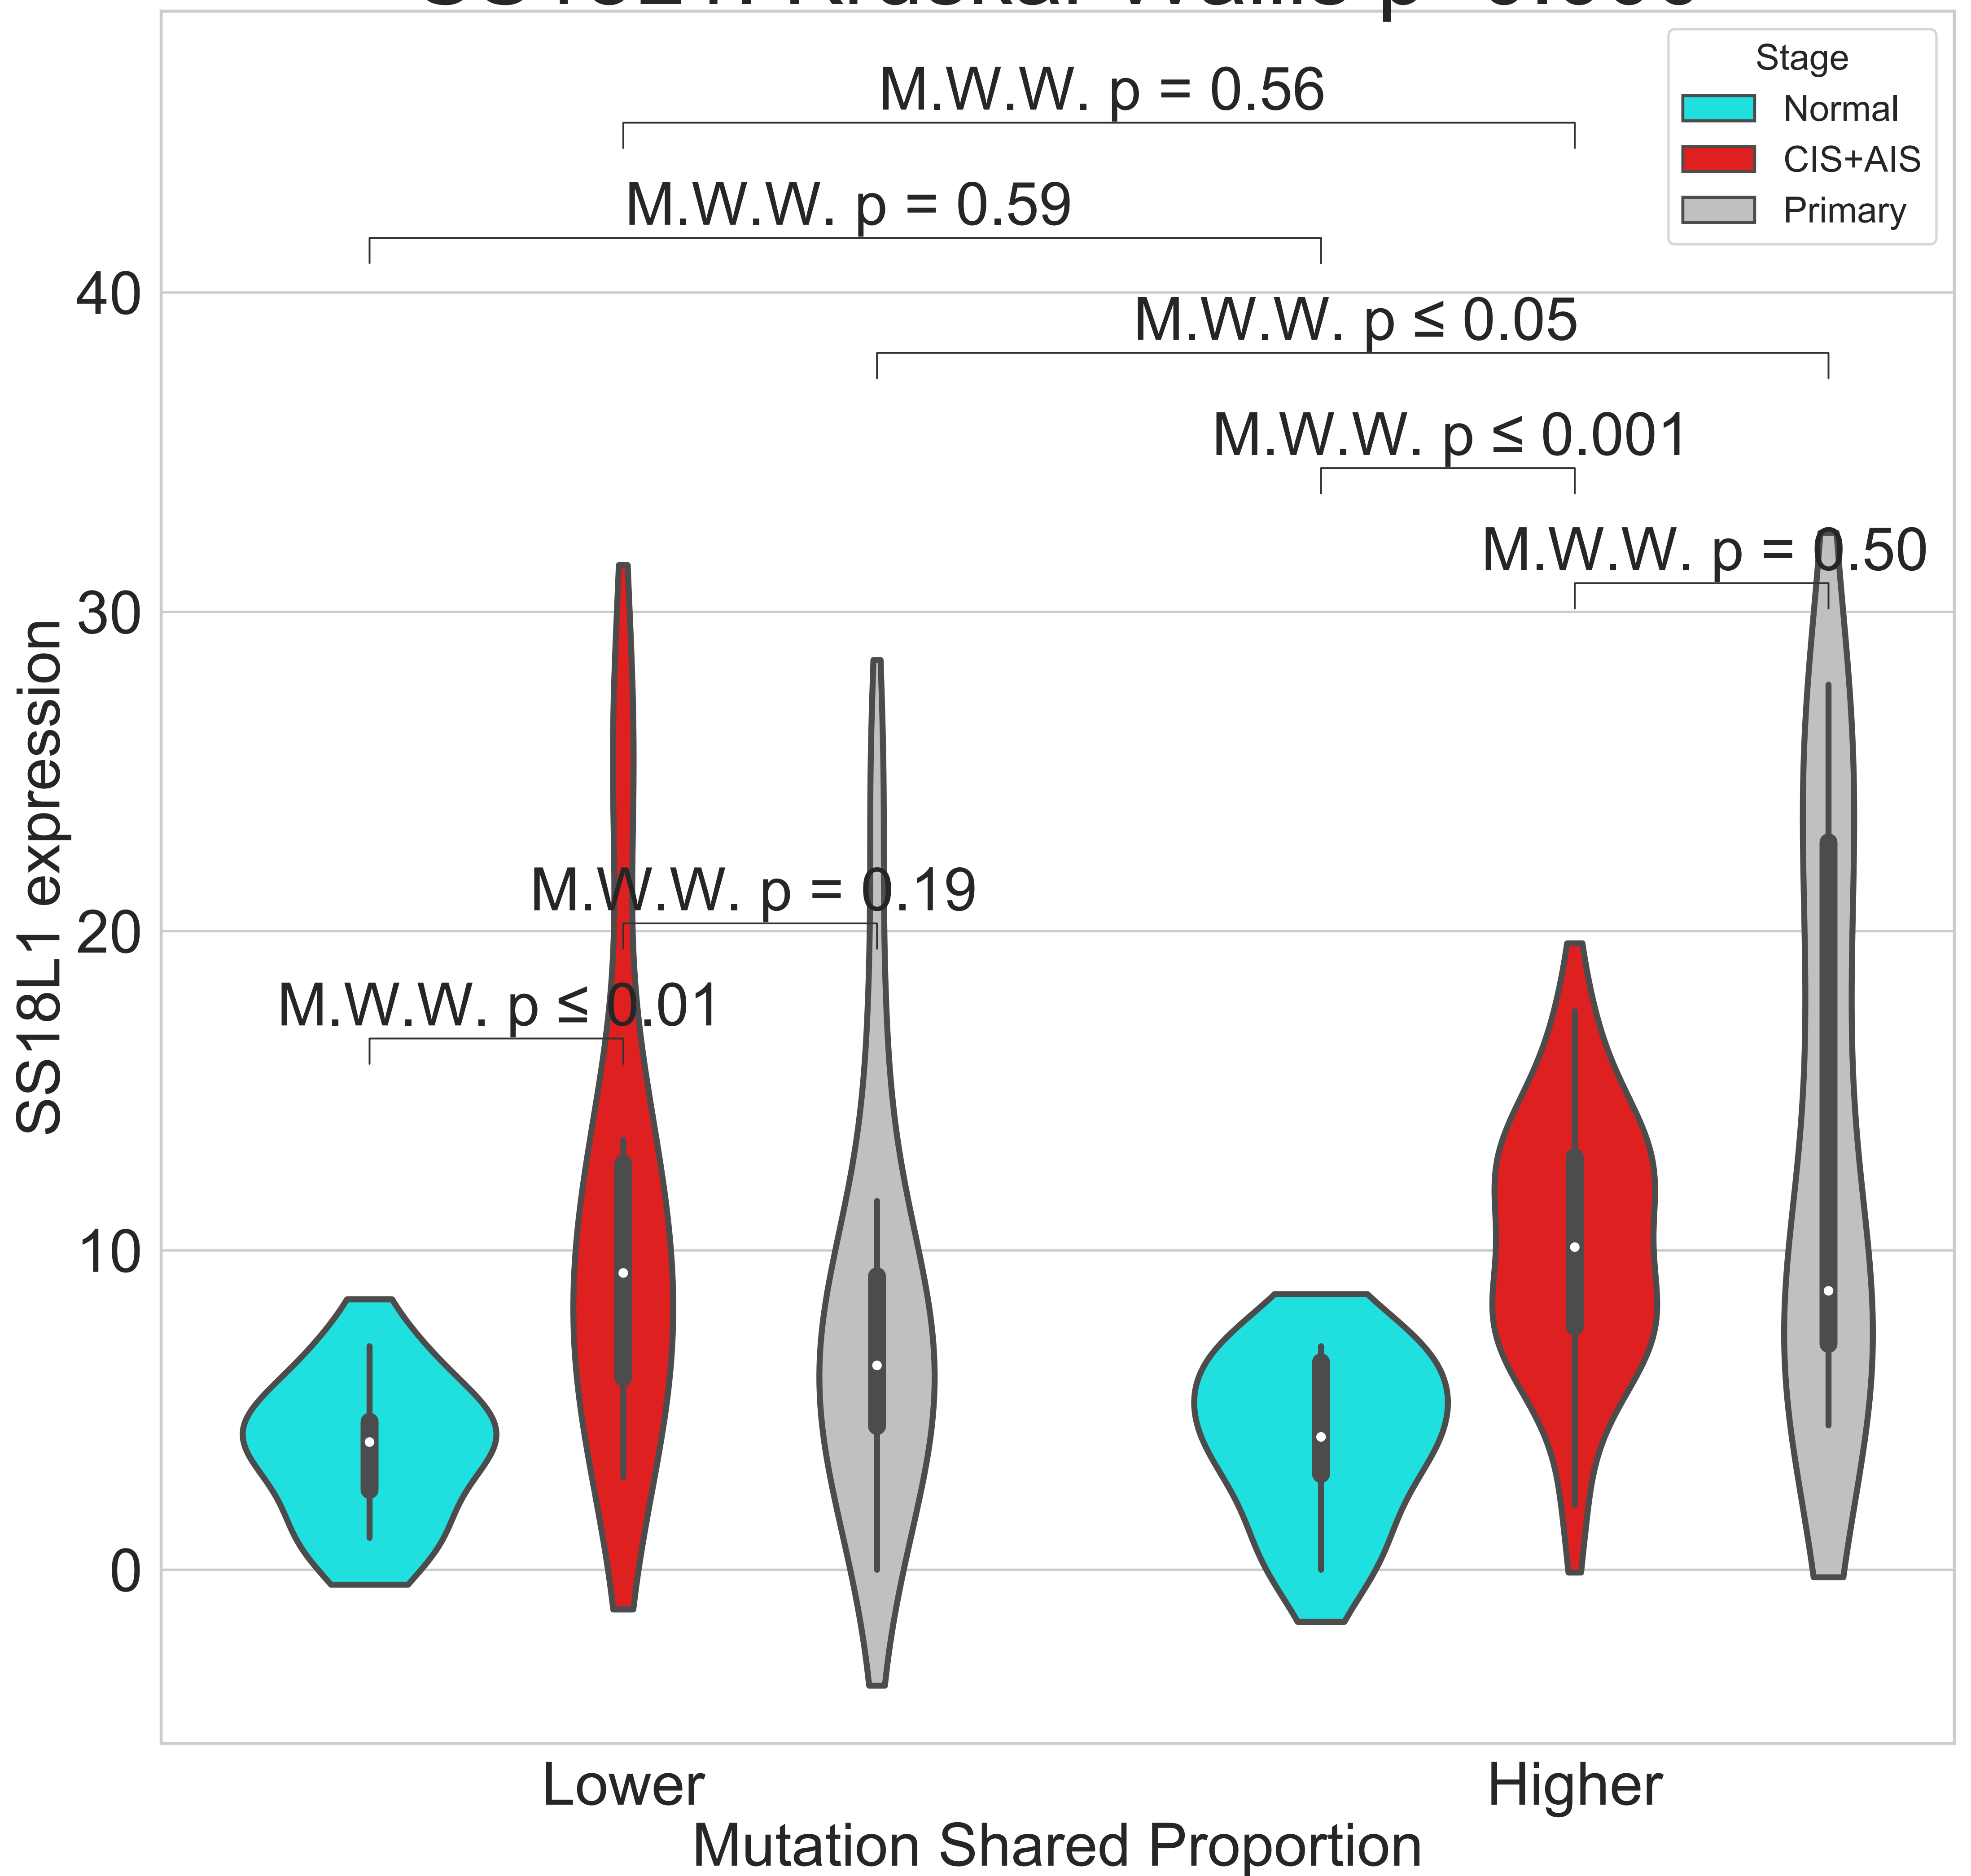 Stage
Normal
CIS+AIS
Primary
M.W.W. p = 0.56
M.W.W. p = 0.59
M.W.W. p ≤ 0.05
M.W.W. p ≤ 0.001
M.W.W. p = 0.50
M.W.W. p = 0.19
M.W.W. p ≤ 0.01
SS18L1 expression
40
30
20
10
0
Lower
Higher
Mutation Shared Proportion